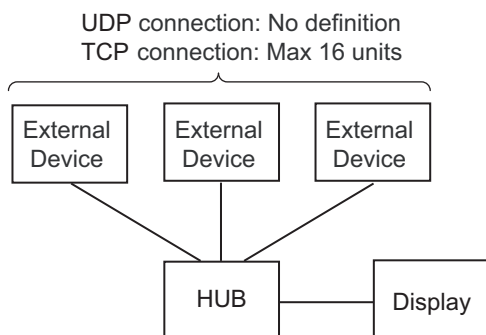 UDP connection: No definition
TCP connection: Max 16 units
External
Device
External
Device
External
Device
HUB
Display